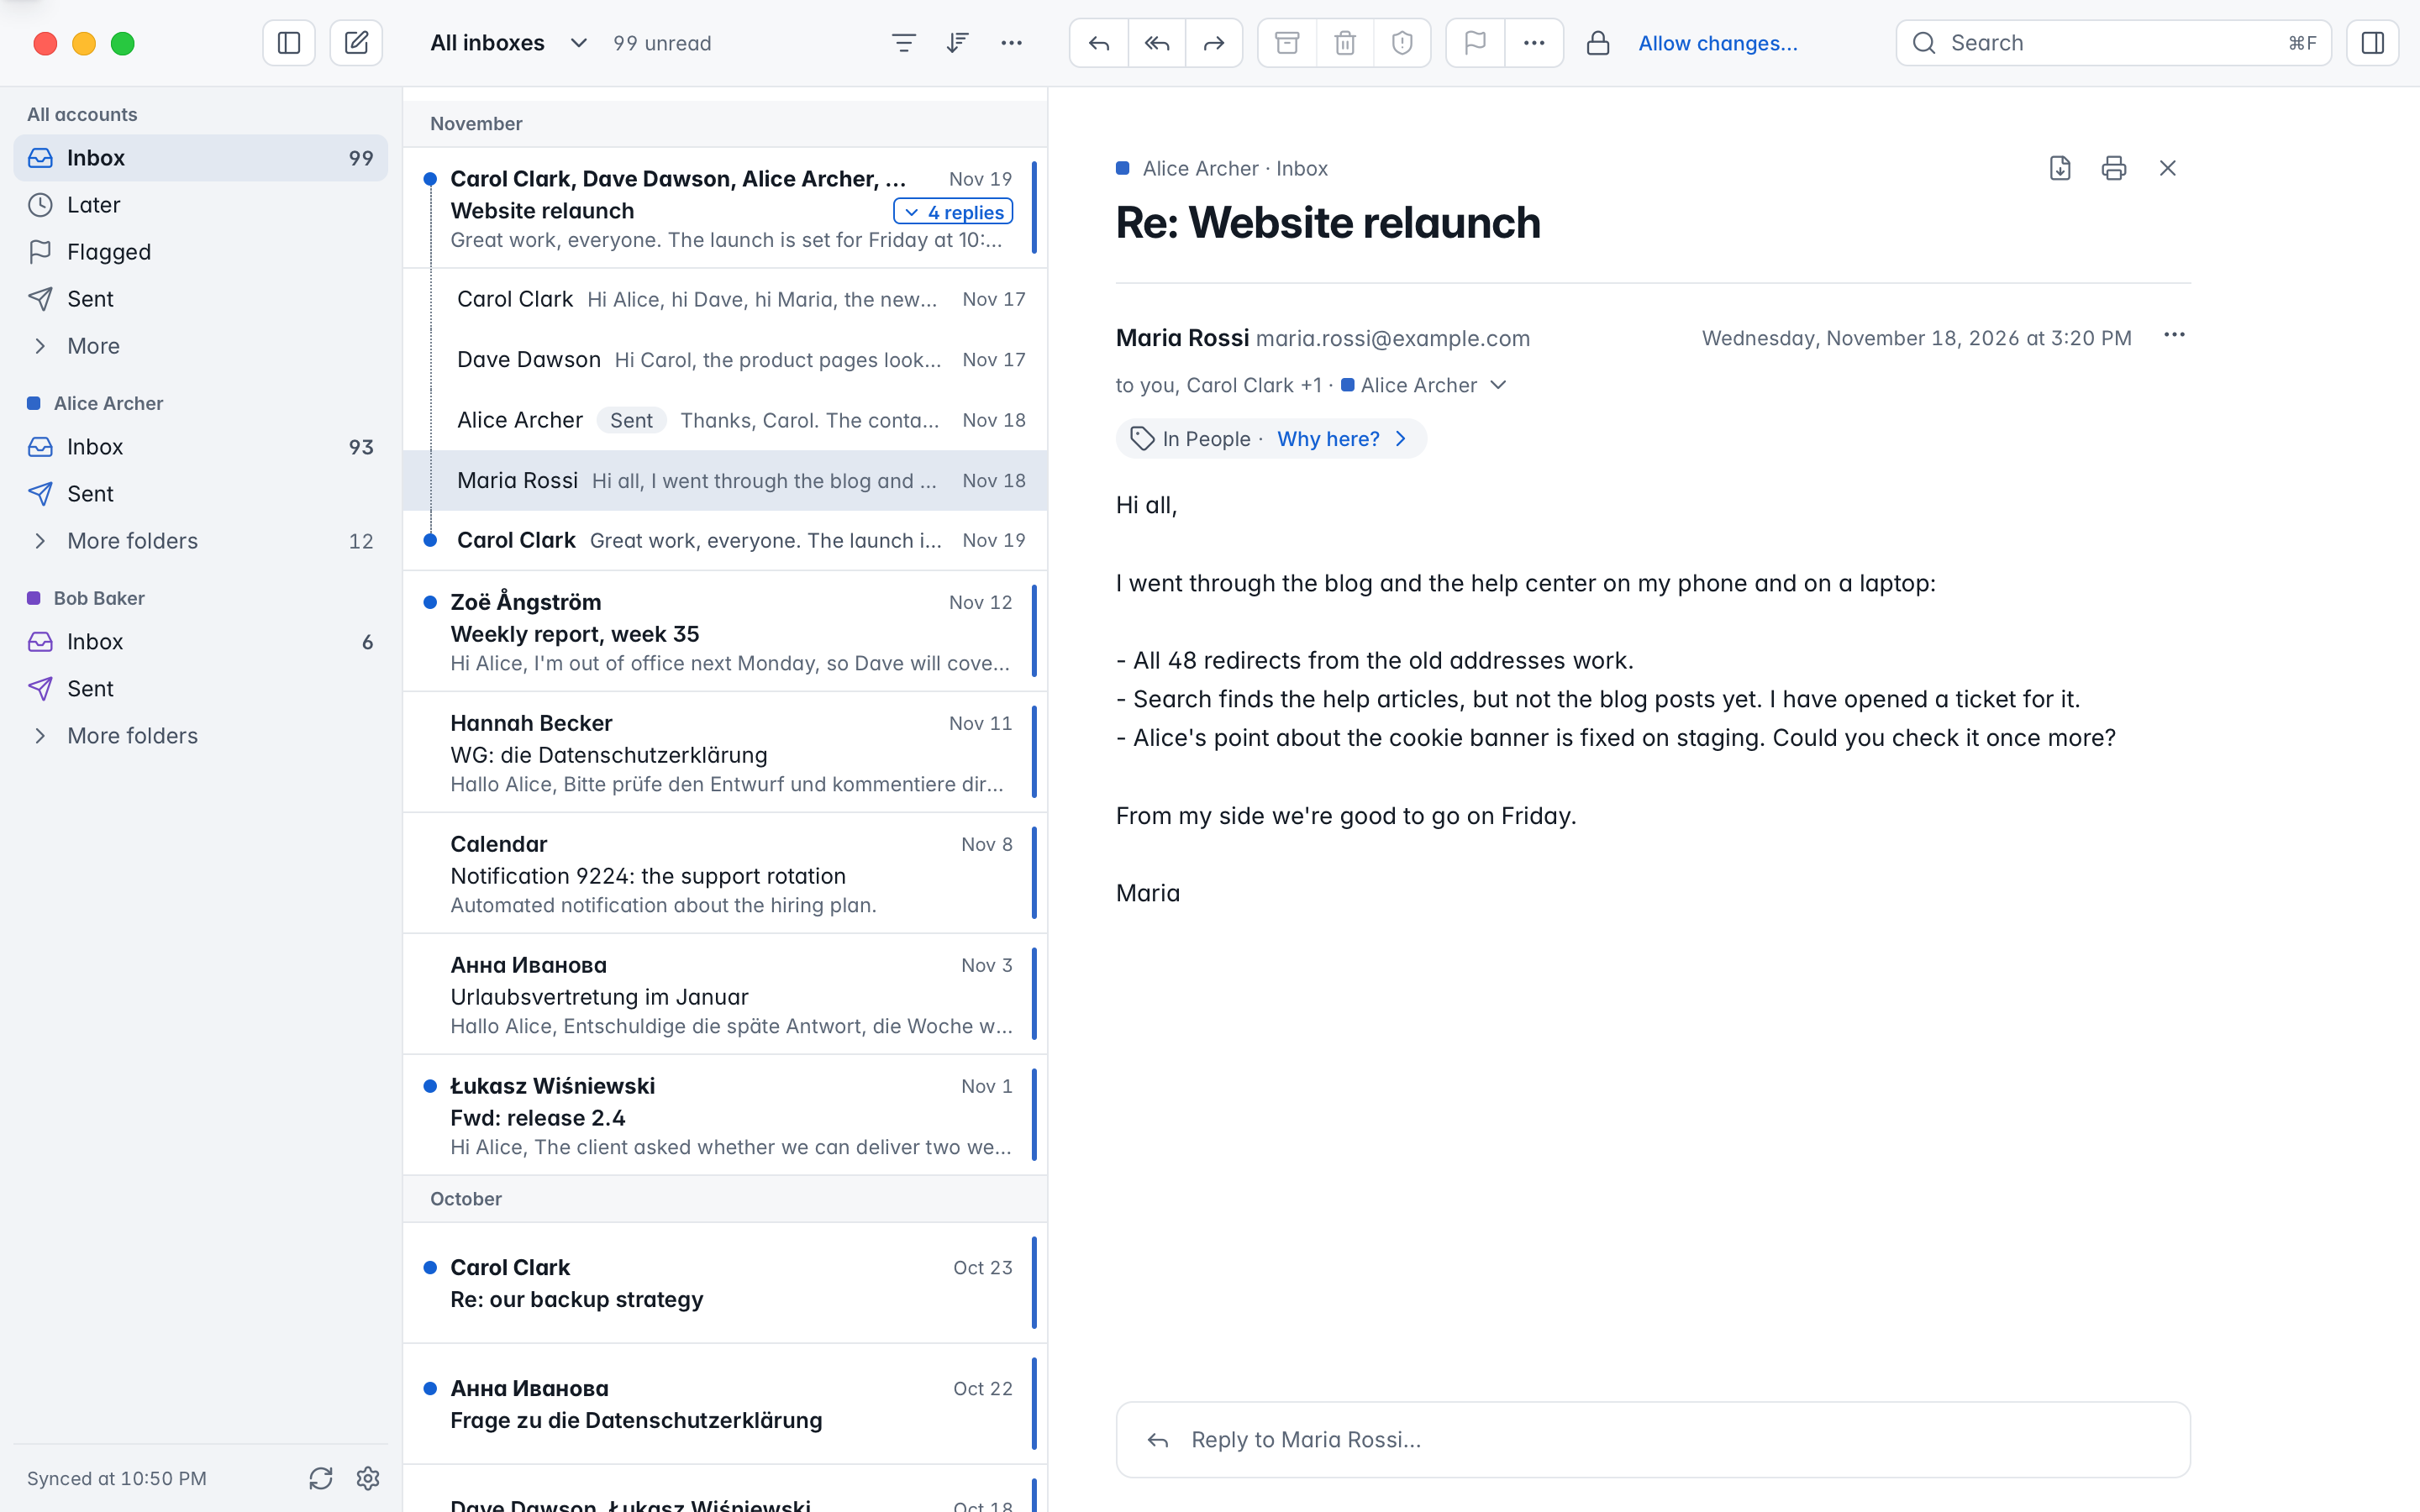 All inboxes
99 unread
Allow changes...
Search
⌘F
All accounts
Inbox 99
Later
Flagged
Sent
More
Alice Archer
Inbox 93
Sent
More folders 12
Bob Baker
Inbox 6
Sent
More folders
Synced at 10:50 PM
November
Carol Clark, Dave Dawson, Alice Archer, ... Nov 19
Website relaunch 4 replies
Great work, everyone. The launch is set for Friday at 10:...
Carol Clark Hi Alice, hi Dave, hi Maria, the new... Nov 17
Dave Dawson Hi Carol, the product pages look... Nov 17
Alice Archer Sent Thanks, Carol. The conta... Nov 18
Maria Rossi Hi all, I went through the blog and ... Nov 18
Carol Clark Great work, everyone. The launch i... Nov 19
Zoë Ångström Nov 12
Weekly report, week 35
Hi Alice, I'm out of office next Monday, so Dave will cove...
Hannah Becker Nov 11
WG: die Datenschutzerklärung
Hallo Alice, Bitte prüfe den Entwurf und kommentiere dir...
Calendar Nov 8
Notification 9224: the support rotation
Automated notification about the hiring plan.
Анна Иванова Nov 3
Urlaubsvertretung im Januar
Hallo Alice, Entschuldige die späte Antwort, die Woche w...
Łukasz Wiśniewski Nov 1
Fwd: release 2.4
Hi Alice, The client asked whether we can deliver two we...
October
Carol Clark Oct 23
Re: our backup strategy
Анна Иванова Oct 22
Frage zu die Datenschutzerklärung
Dave Dawson, Łukasz Wiśniewski Oct 18
Alice Archer · Inbox
Re: Website relaunch
Maria Rossi maria.rossi@example.com Wednesday, November 18, 2026 at 3:20 PM
to you, Carol Clark +1 · Alice Archer
In People · Why here?
Hi all,
I went through the blog and the help center on my phone and on a laptop:
- All 48 redirects from the old addresses work.
- Search finds the help articles, but not the blog posts yet. I have opened a ticket for it.
- Alice's point about the cookie banner is fixed on staging. Could you check it once more?
From my side we're good to go on Friday.
Maria
Reply to Maria Rossi...